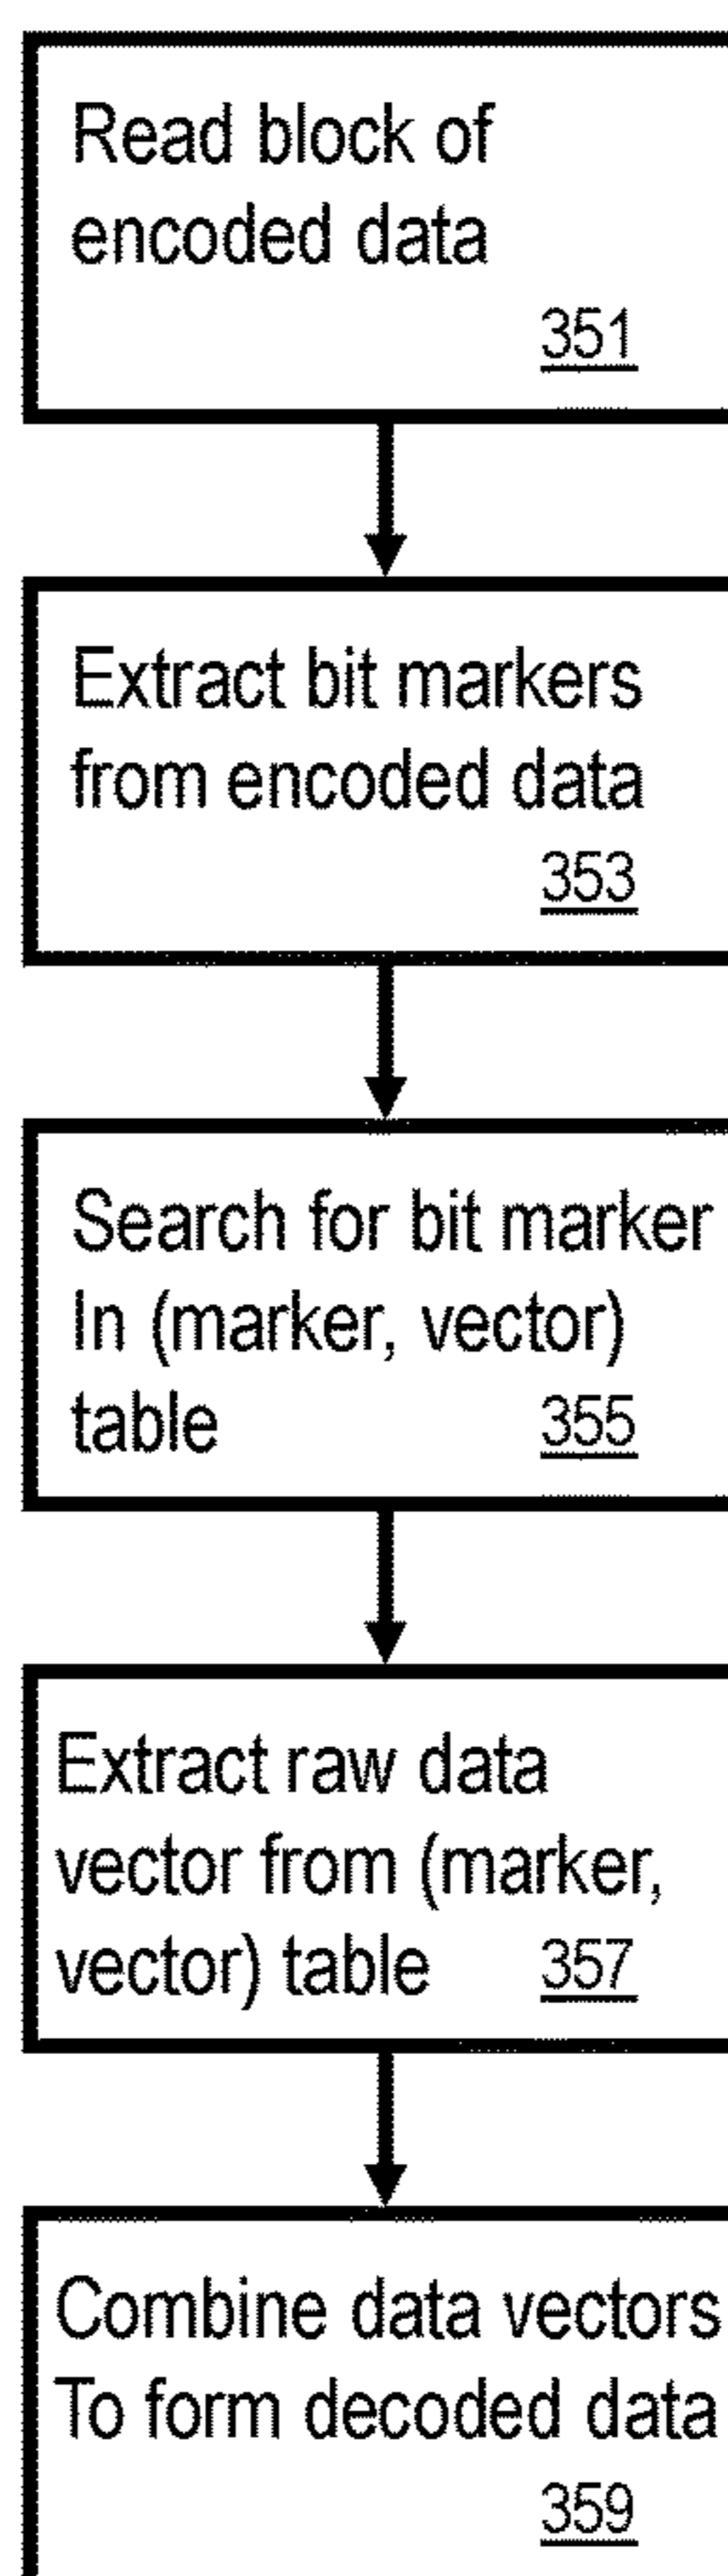 Read block of
encoded data
351
Extract bit markers
from encoded data
353
Search for bit marker
In (marker, vector)
table 355
Extract raw data
vector from (marker,
vector) table 357
Combine data vectors
To form decoded data
359